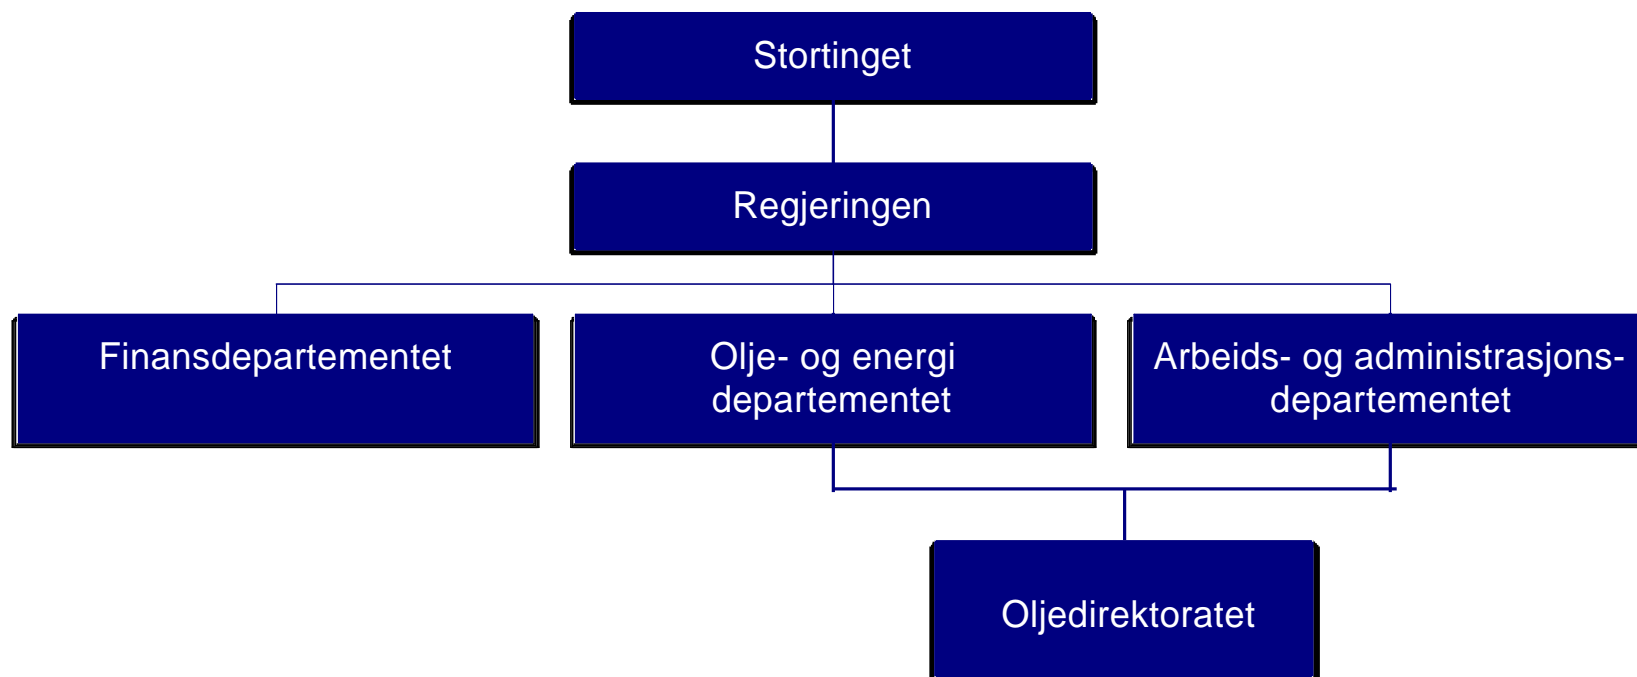 Stortinget
Regjeringen
Finansdepartementet
Olje- og energi
departementet
Arbeids- og administrasjons-
departementet
Oljedirektoratet